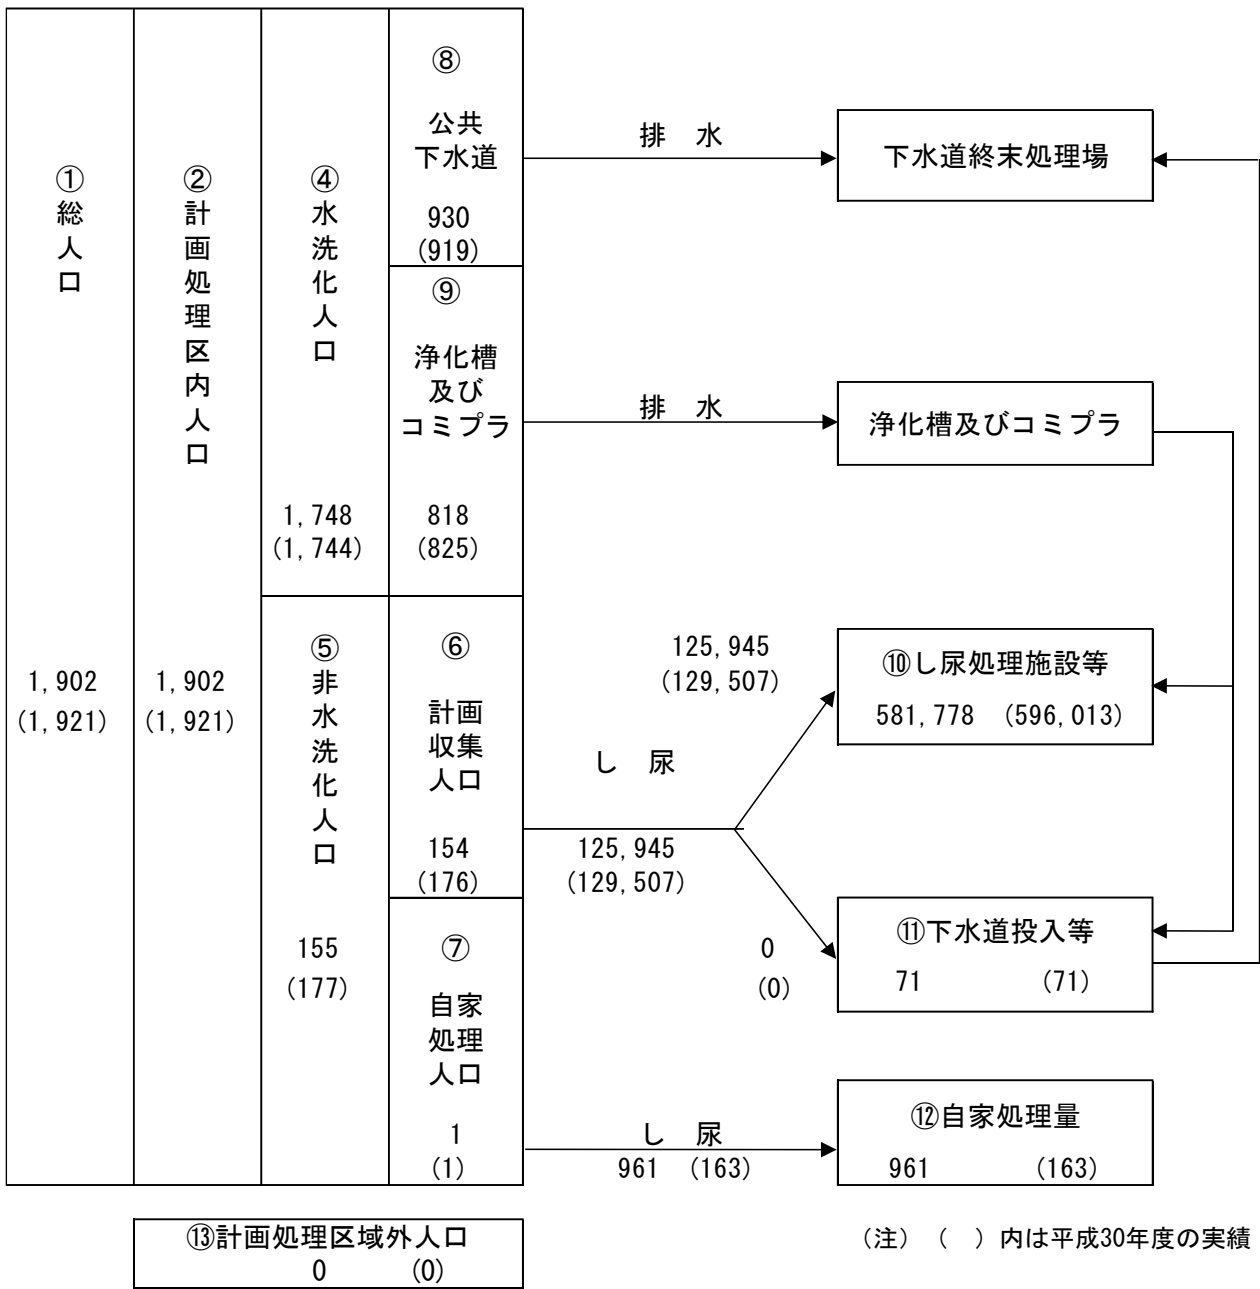 ①
総人口
1,902
(1,921)
②
計画処理区内人口
1,902
(1,921)
④
水洗化人口
1,748
(1,744)
⑤
非水洗化人口
155
(177)
⑧
公共
下水道
930
(919)
⑨
浄化槽
及び
コミプラ
818
(825)
⑥
計画
収集
人口
154
(176)
⑦
自家
処理
人口
1
(1)
排 水
下水道終末処理場
排 水
浄化槽及びコミプラ
125,945
(129,507)
し 尿
125,945
(129,507)
⑩し尿処理施設等
581,778 (596,013)
0
(0)
⑪下水道投入等
71 (71)
し 尿
961 (163)
⑫自家処理量
961 (163)
⑬計画処理区域外人口
0 (0)
(注) ( )内は平成30年度の実績